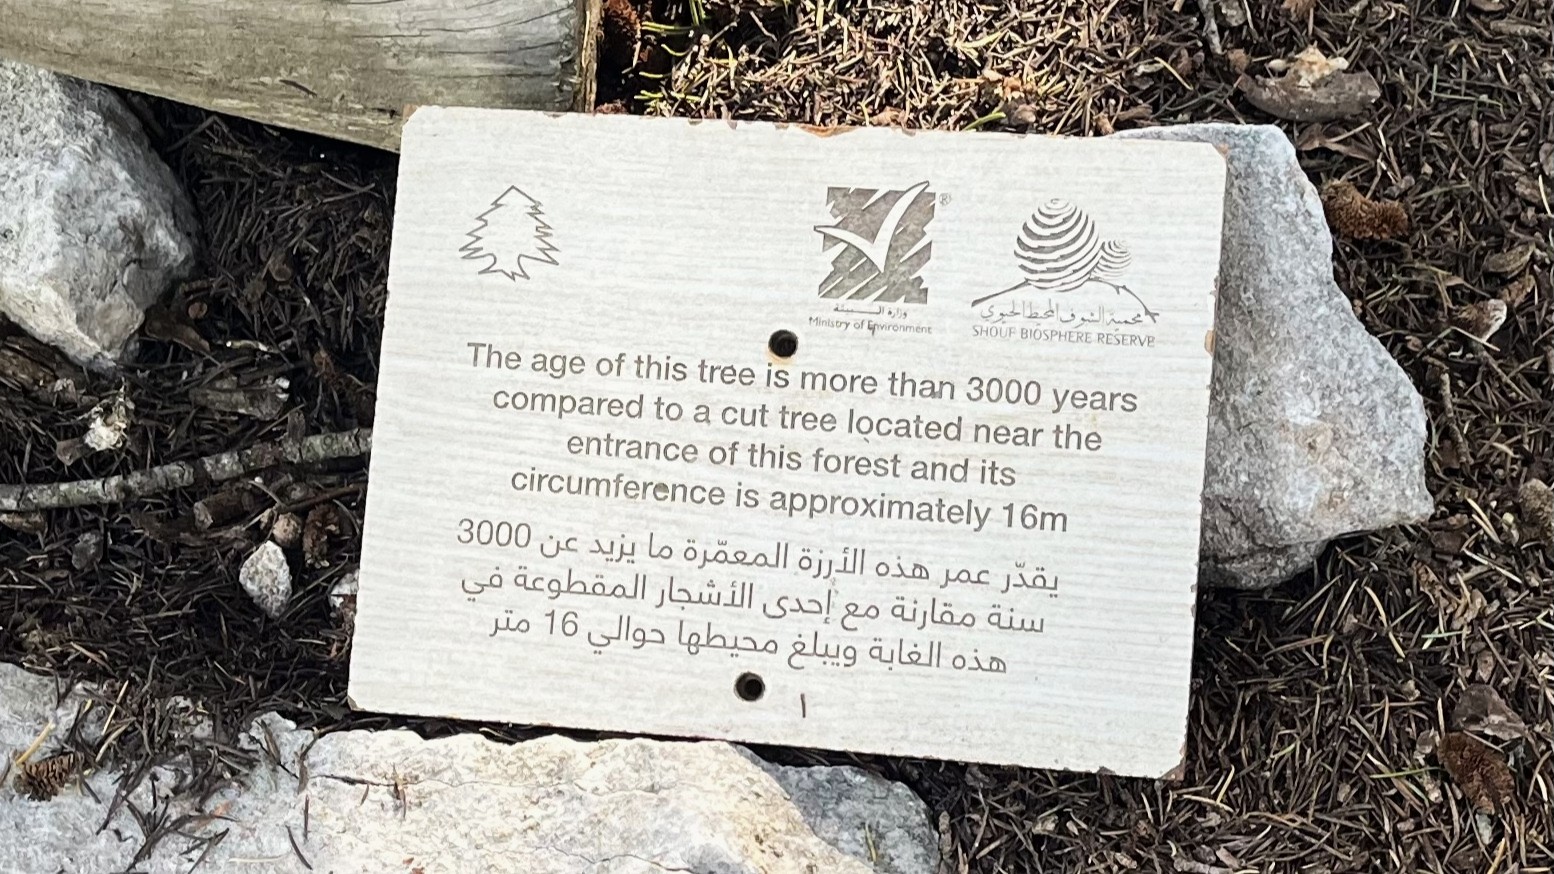 وزارة البيئة
Ministry of Environment
®
محمية الشوف المحيط الحيوي
SHOUF BIOSPHERE RESERVE
The age of this tree is more than 3000 years
compared to a cut tree located near the
entrance of this forest and its
circumference is approximately 16m
يقدّر عمر هذه الأرزة المعمّرة ما يزيد عن 3000
سنة مقارنة مع إحدى الأشجار المقطوعة في
هذه الغابة ويبلغ محيطها حوالي 16 متر
١